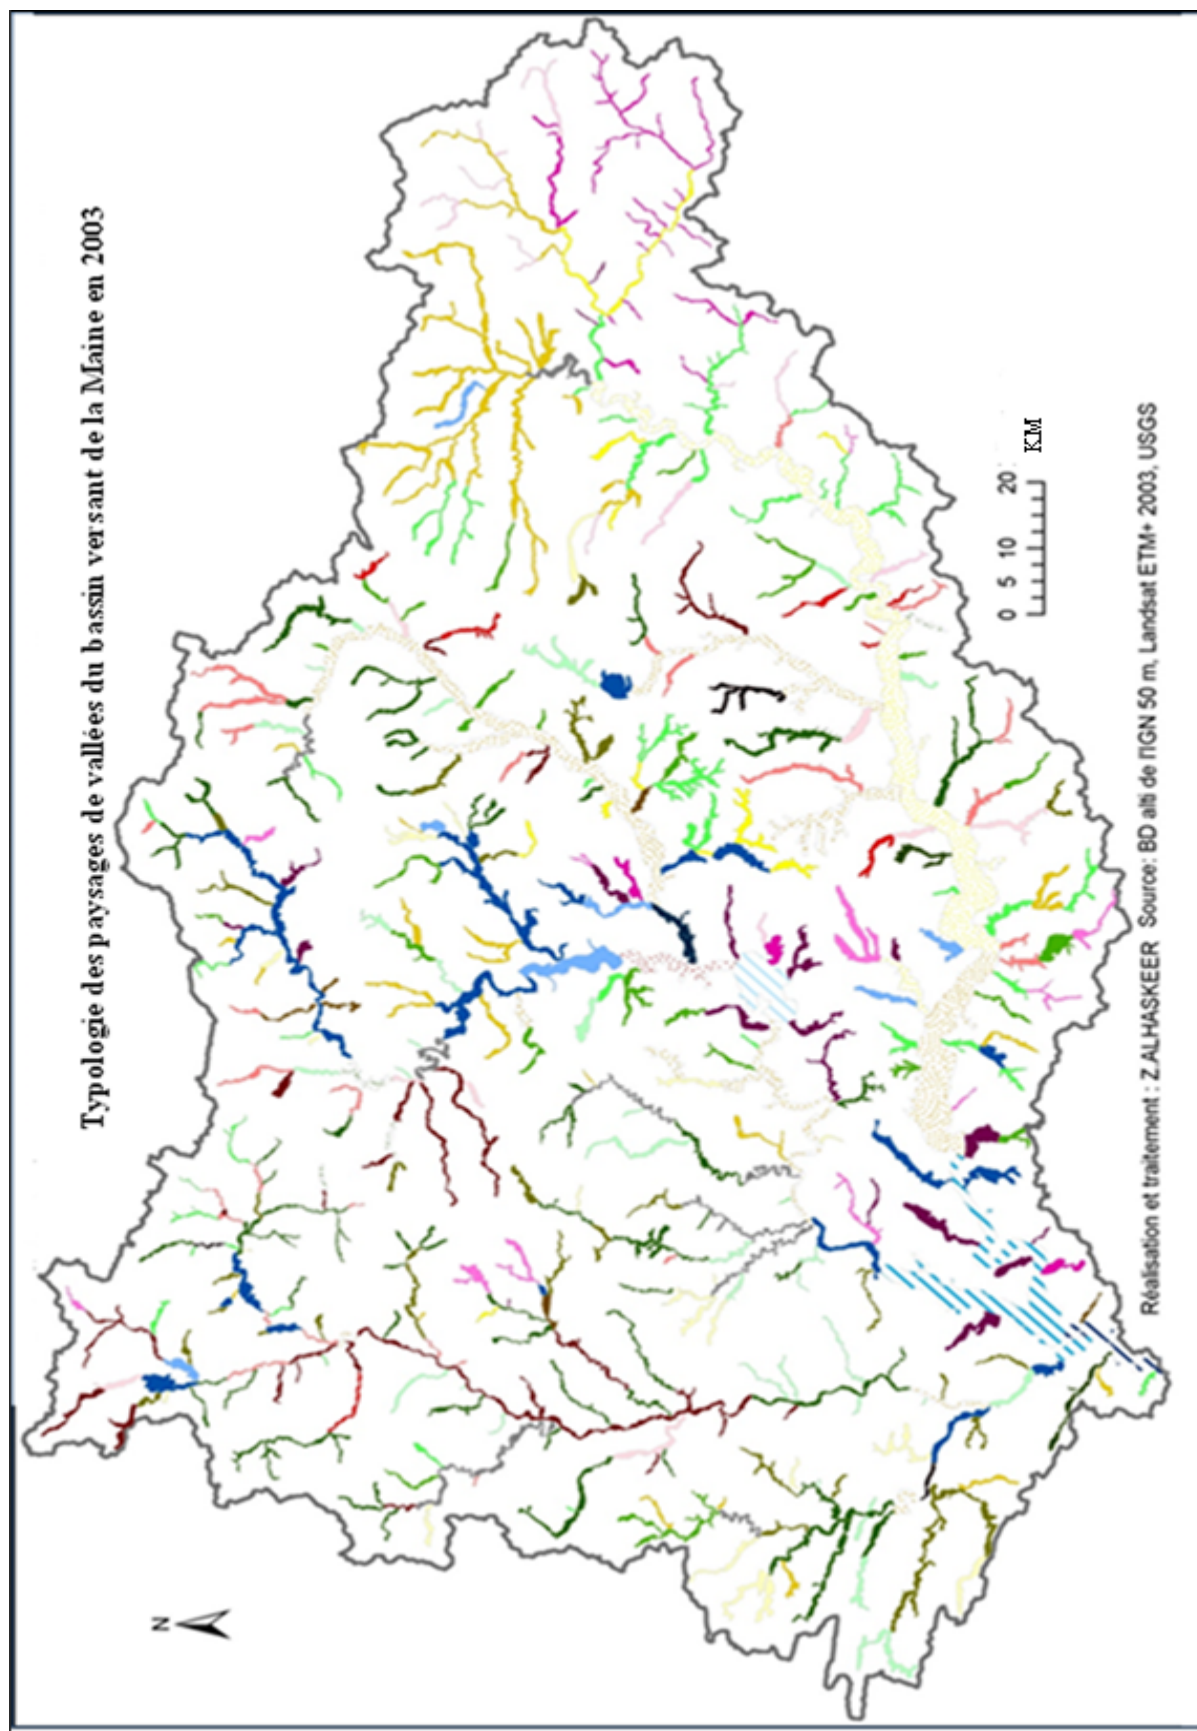 Typologie des paysages de vallées du bassin versant de la Maine en 2003
N
0 5 10 20
KM
Réalisation et traitement : Z.ALHASKEER Source: BD alti de l'IGN 50 m, Landsat ETM+ 2003, USGS